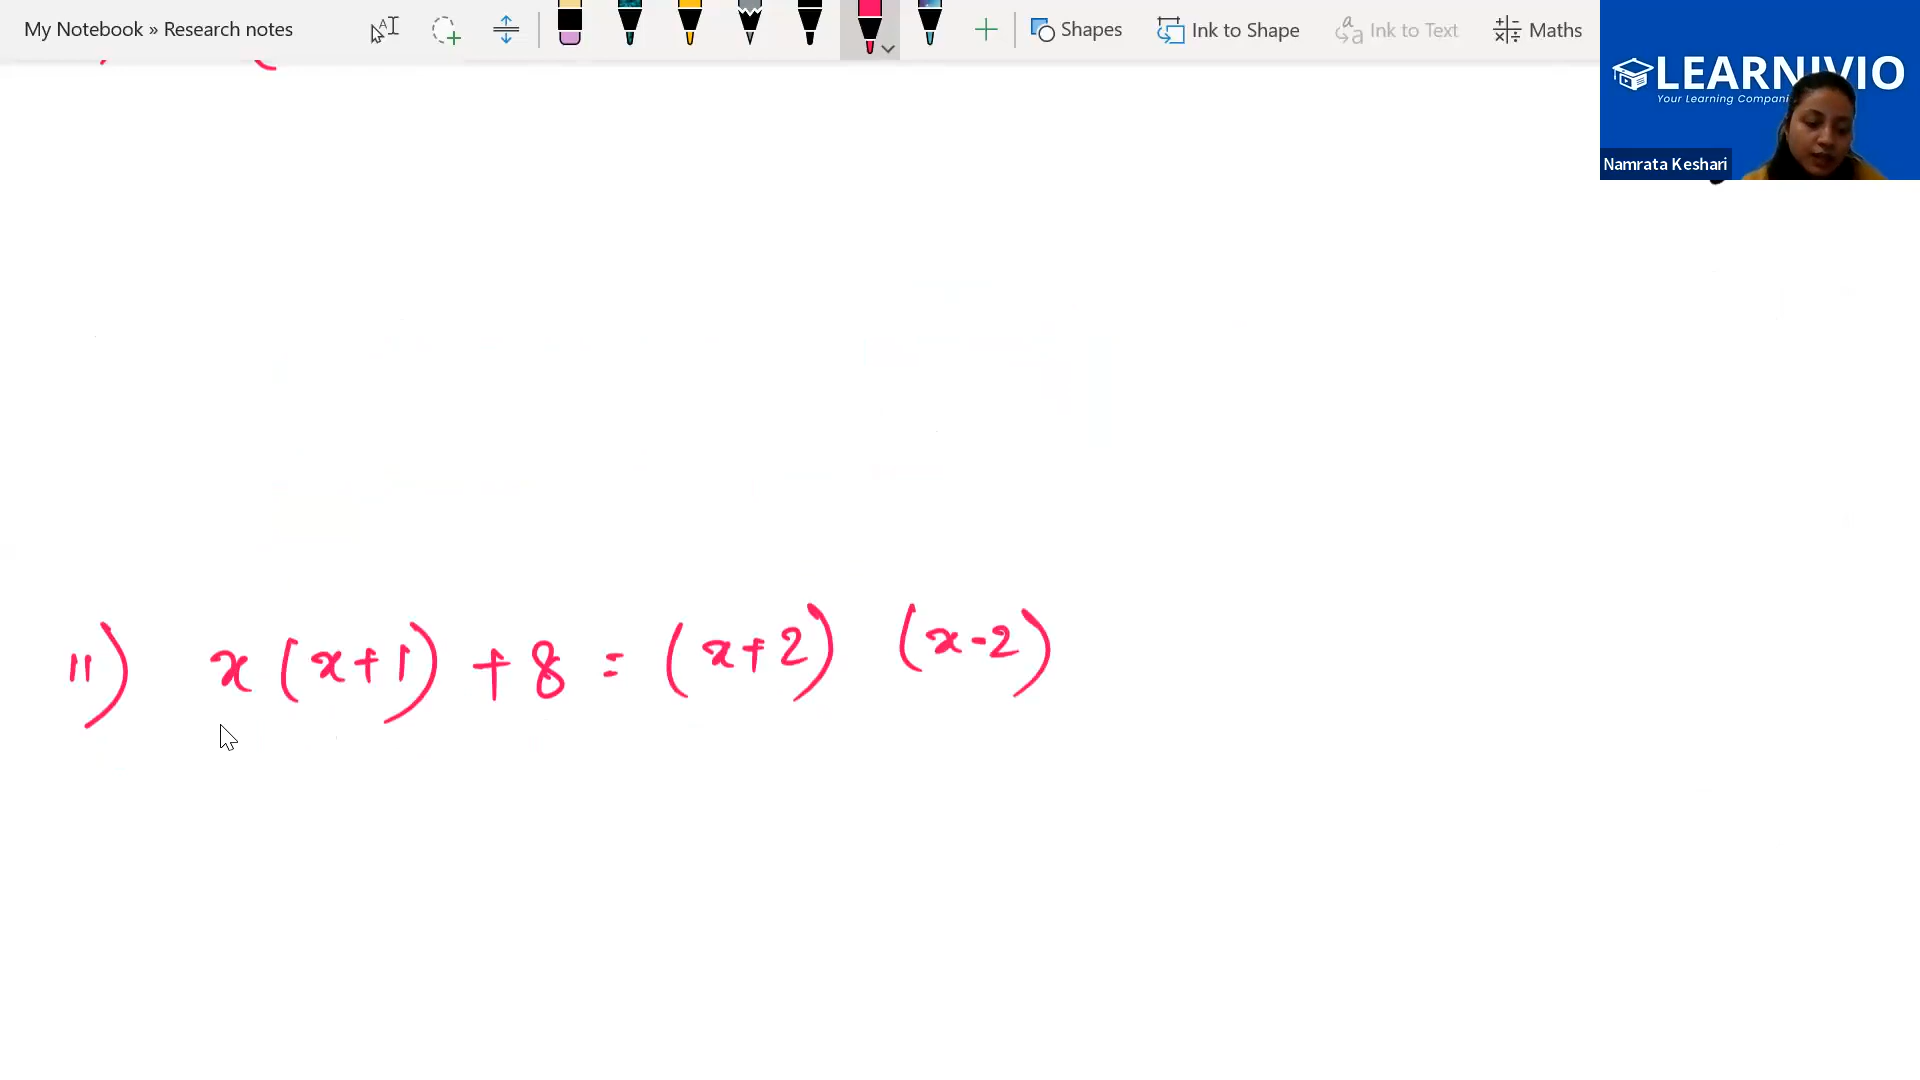 My Notebook » Research notes
Shapes
Ink to Shape
Ink to Text
Maths
LEARNIVIO
Your Learning Compani
Namrata Keshari
11) x (x+1) + 8 = (x+2) (x-2)